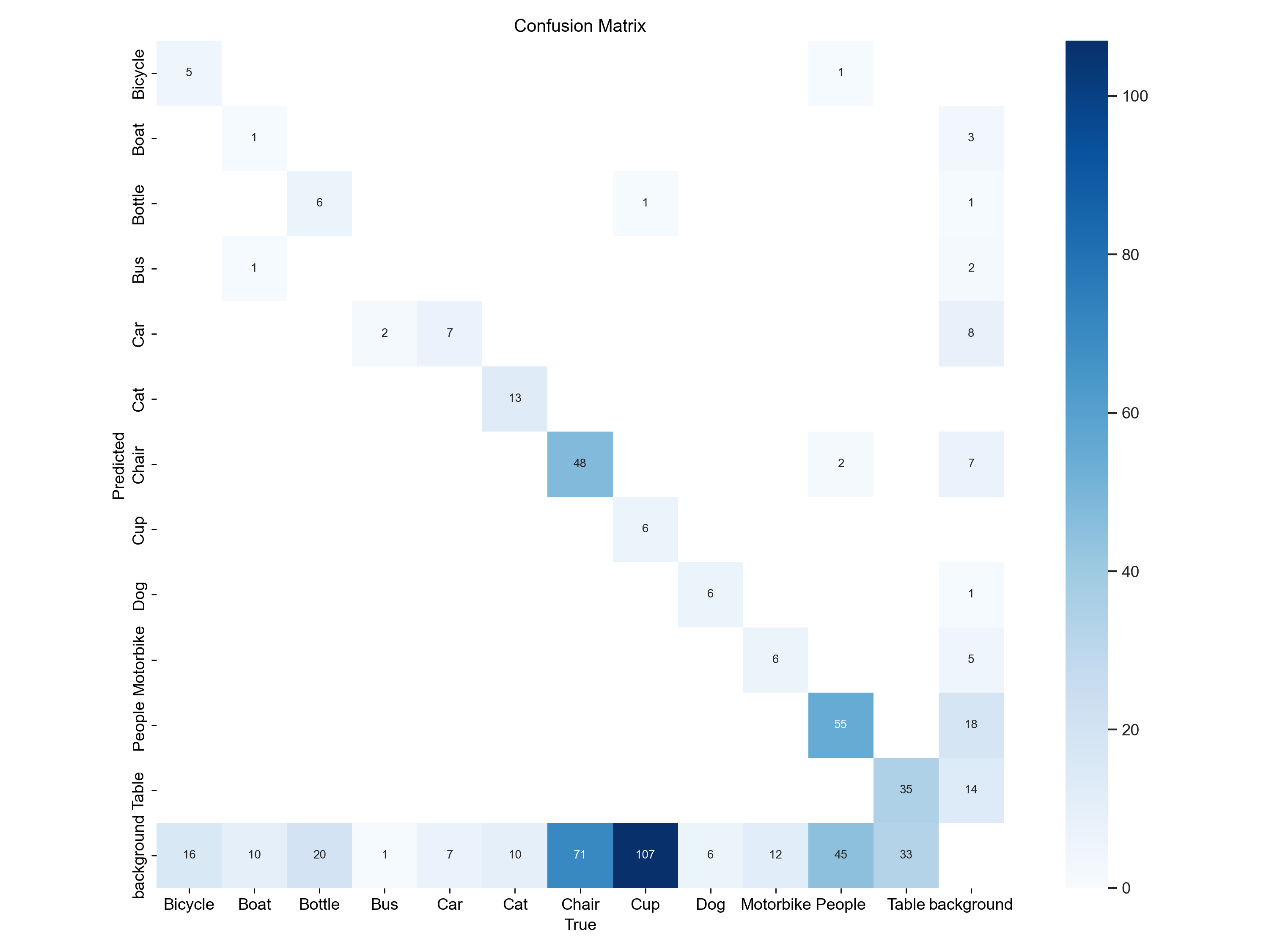 Confusion Matrix
Bicycle 5 1
Boat 1 3
Bottle 6 1 1
Bus 1 2
Car 2 7 8
Cat 13
Chair 48 2 7
Cup 6
Dog 6 1
Motorbike 6 5
People 55 18
Table 35 14
background 16 10 20 1 7 10 71 107 6 12 45 33
Predicted
Bicycle Boat Bottle Bus Car Cat Chair Cup Dog Motorbike People Table background
True
100
80
60
40
20
0